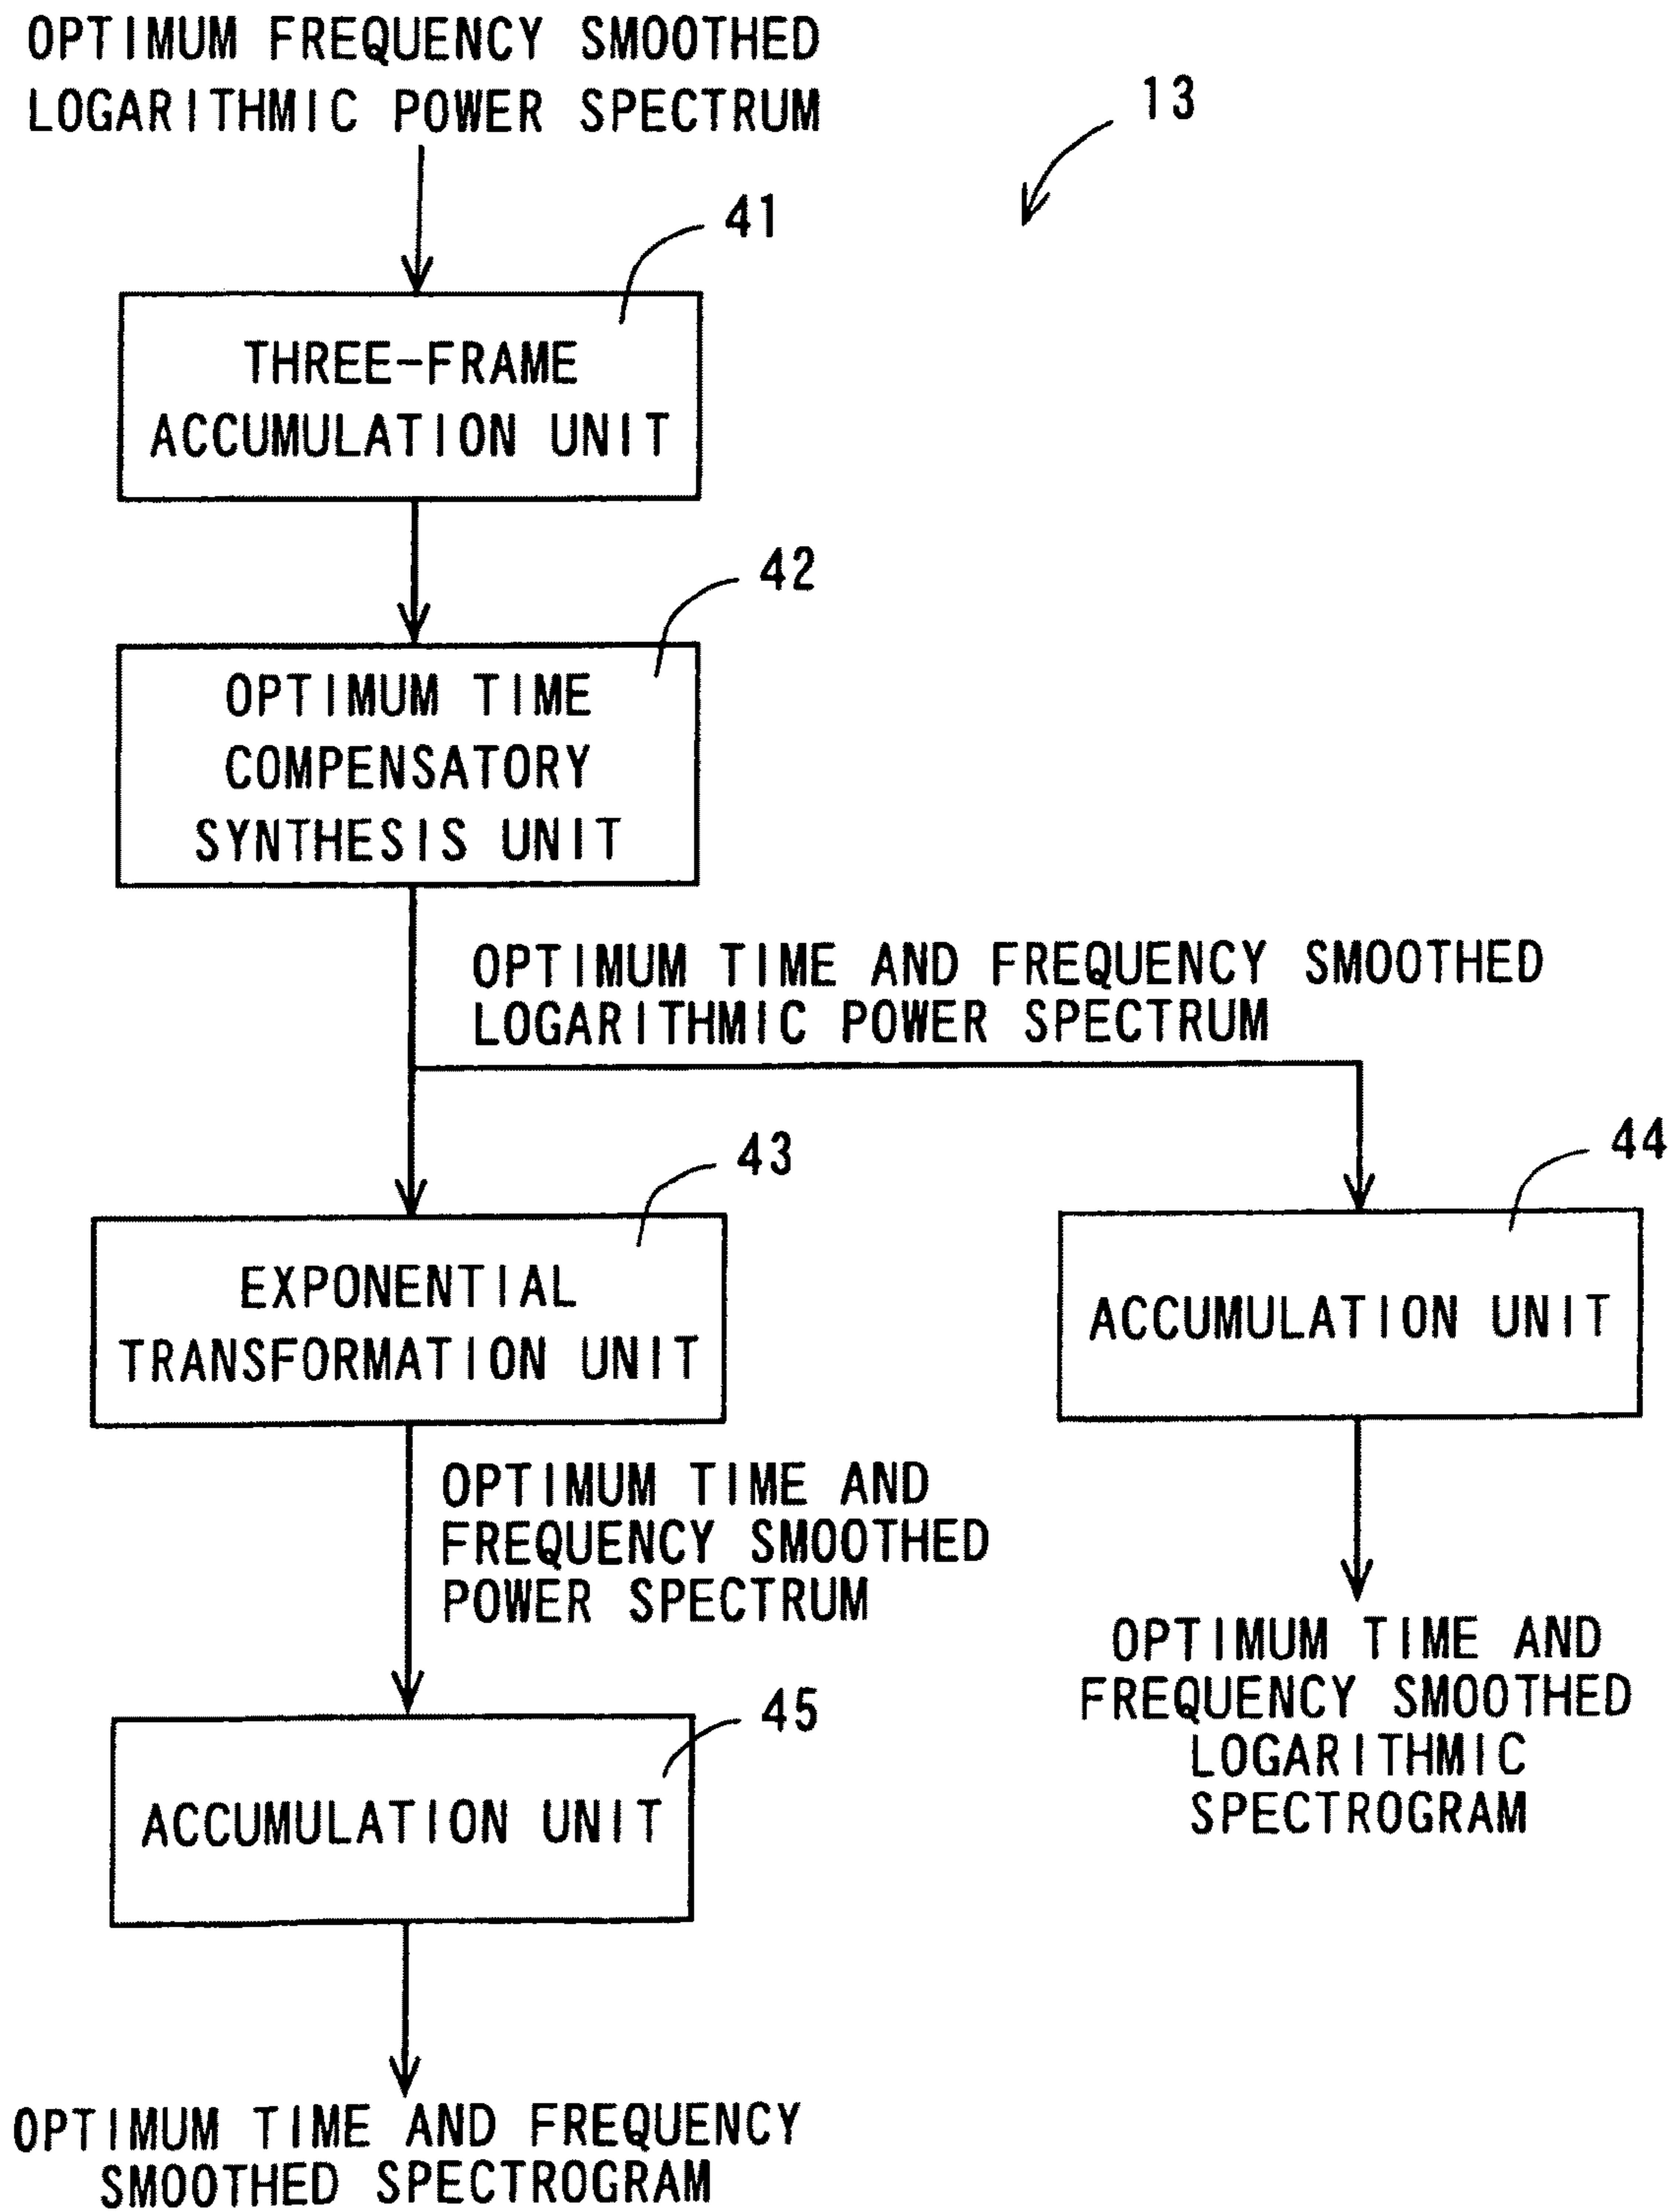 OPTIMUM FREQUENCY SMOOTHED
LOGARITHMIC POWER SPECTRUM
13
41
THREE-FRAME
ACCUMULATION UNIT
42
OPTIMUM TIME
COMPENSATORY
SYNTHESIS UNIT
OPTIMUM TIME AND FREQUENCY SMOOTHED
LOGARITHMIC POWER SPECTRUM
43
EXPONENTIAL
TRANSFORMATION UNIT
44
ACCUMULATION UNIT
OPTIMUM TIME AND
FREQUENCY SMOOTHED
POWER SPECTRUM
OPTIMUM TIME AND
FREQUENCY SMOOTHED
LOGARITHMIC
SPECTROGRAM
45
ACCUMULATION UNIT
OPTIMUM TIME AND FREQUENCY
SMOOTHED SPECTROGRAM